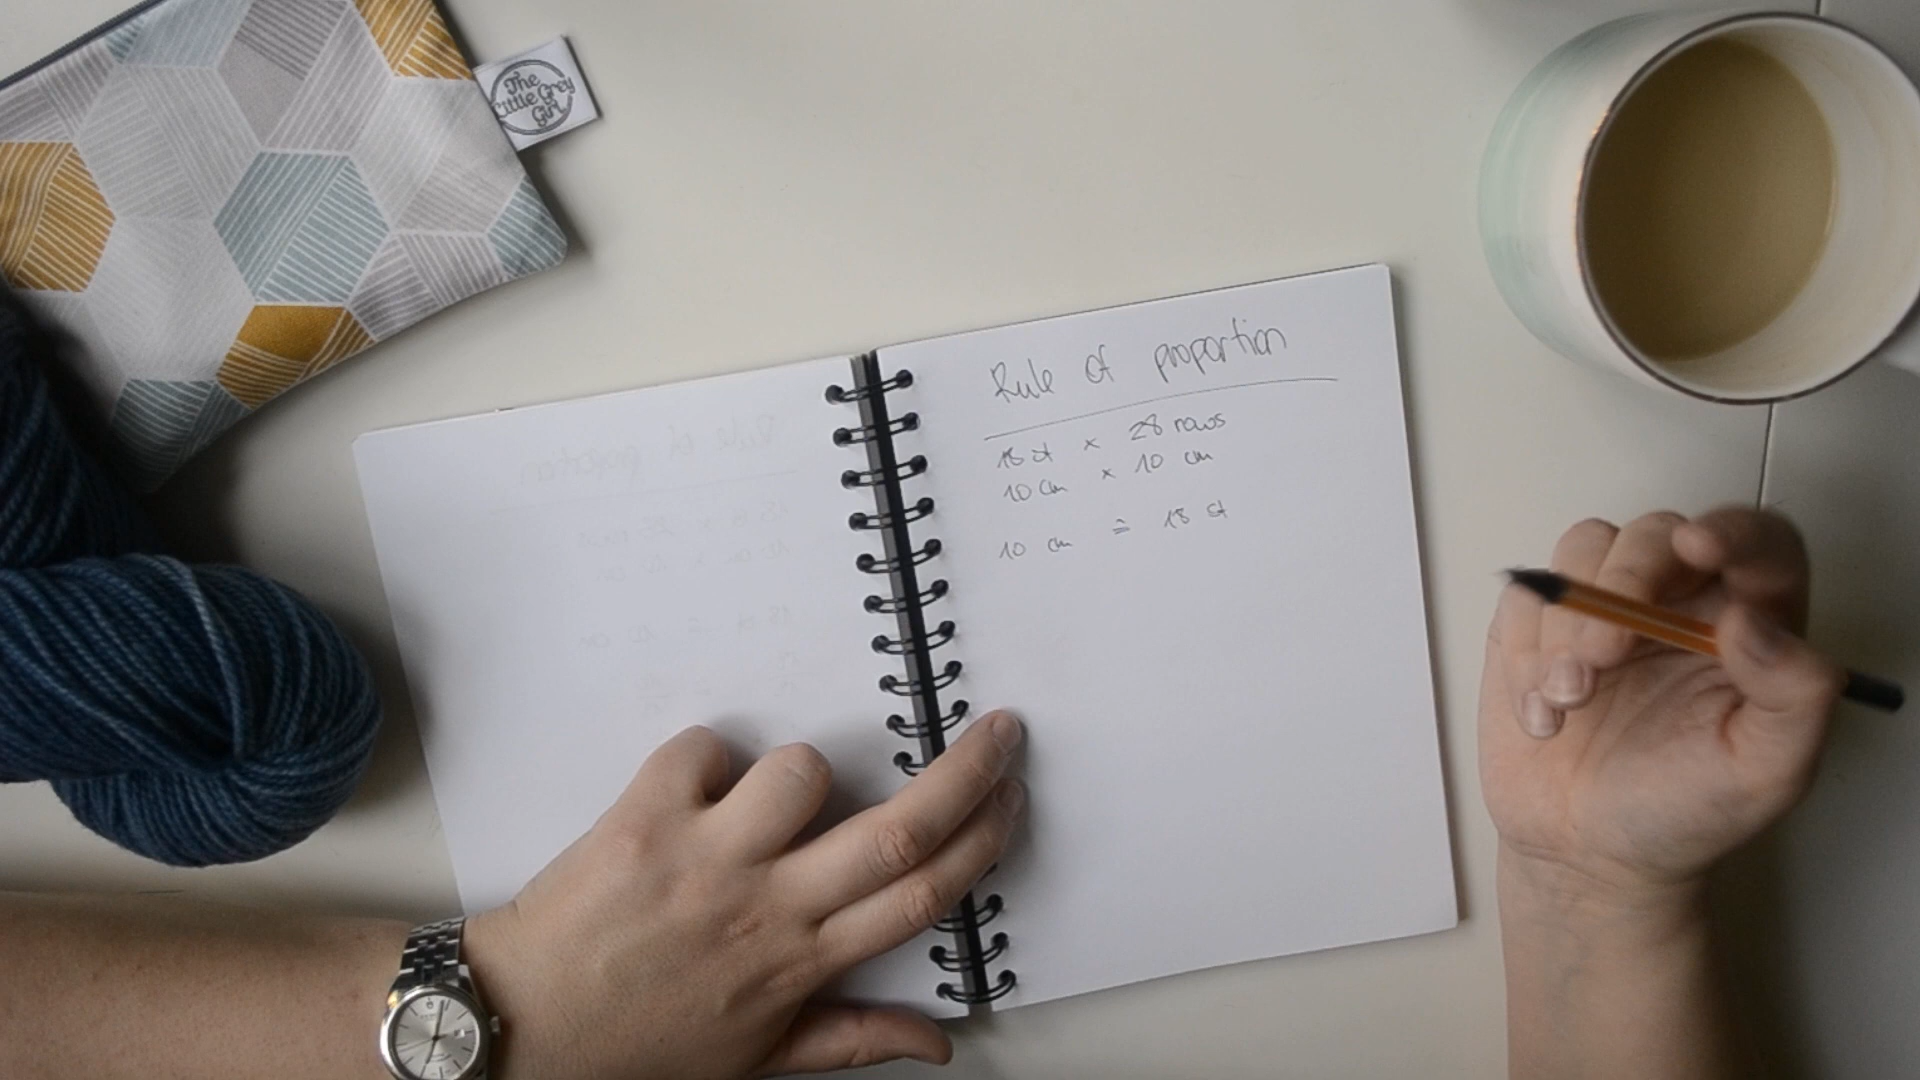 The
Little Grey
Girl
Rule of proportion
18 st × 28 rows
10 cm × 10 cm
10 cm ≙ 18 st